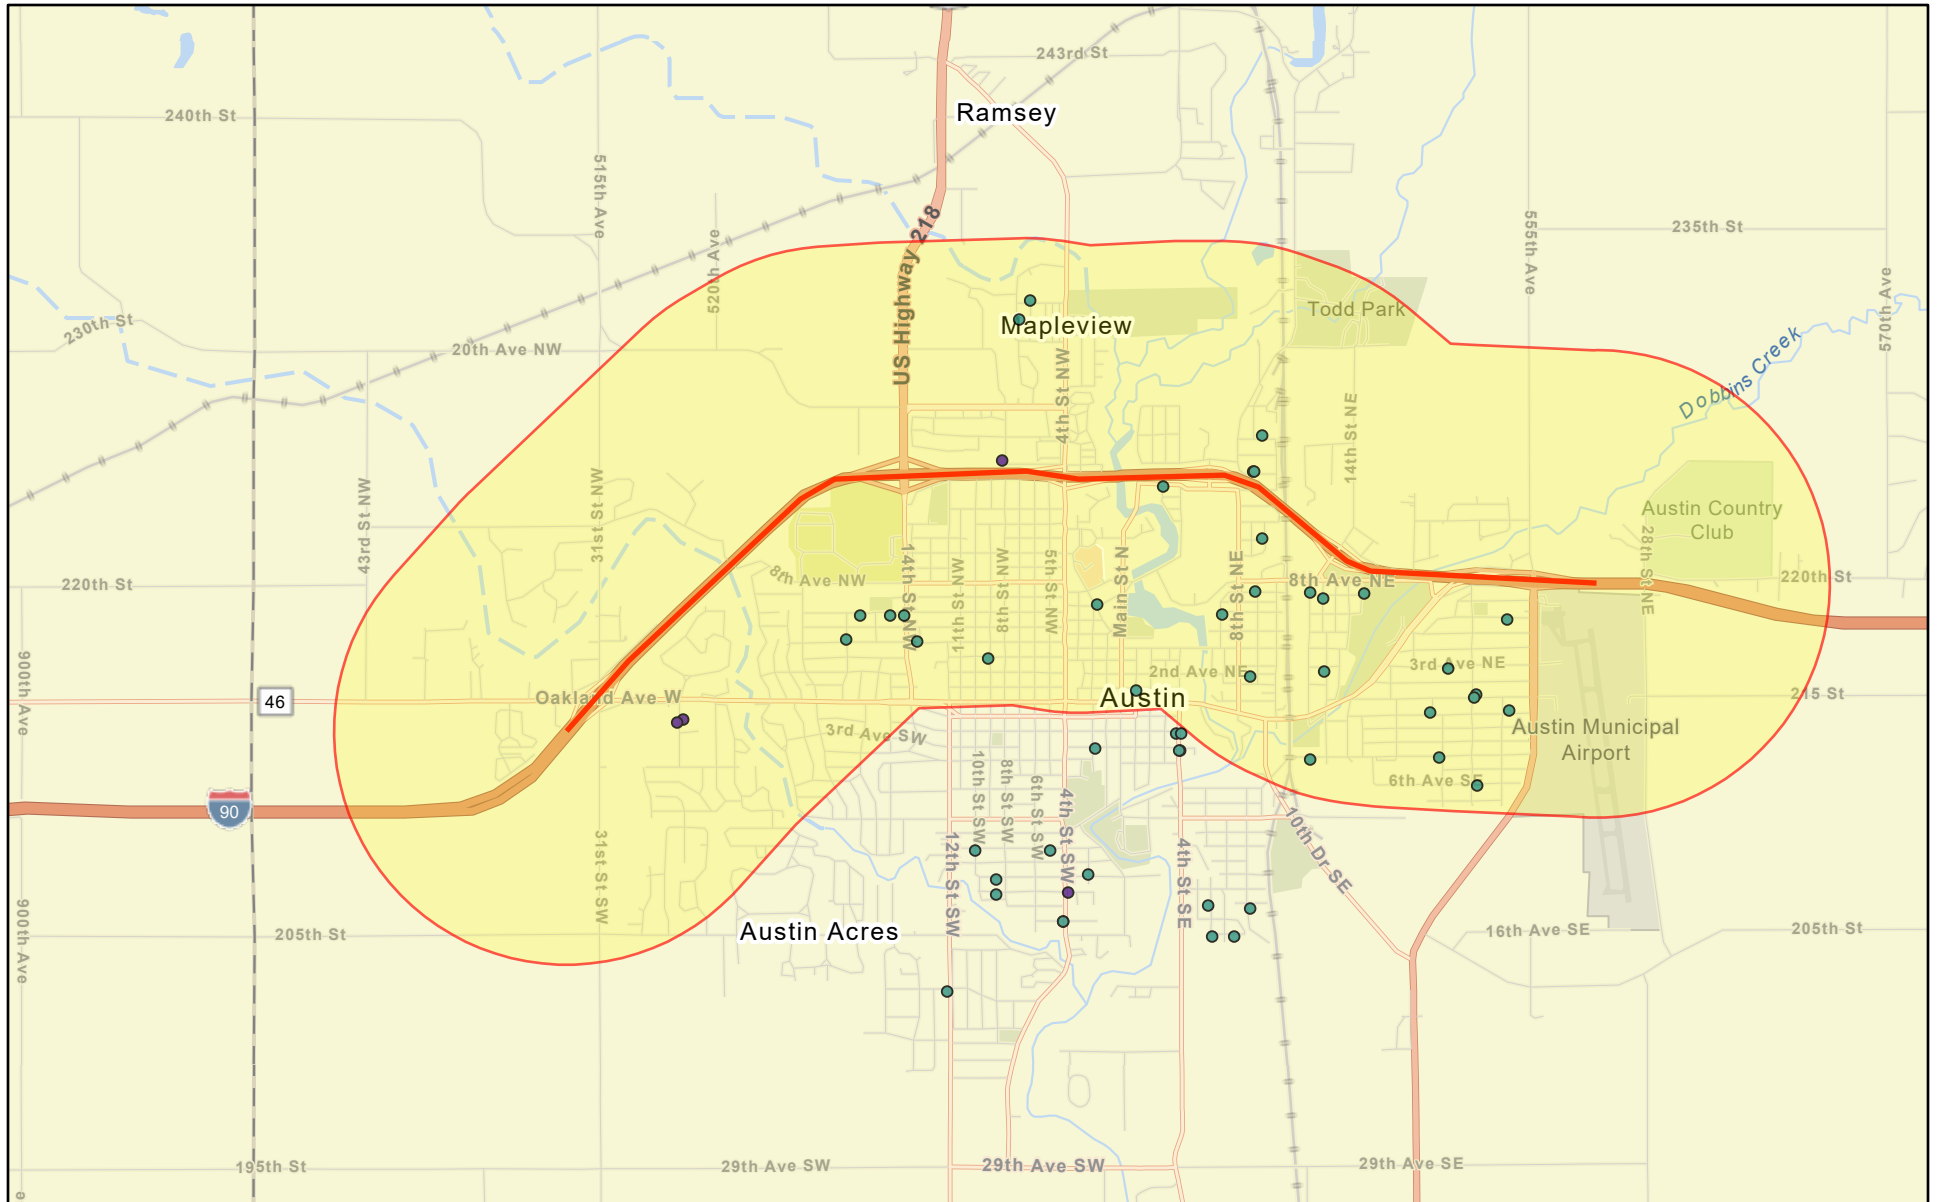 243rd St
Ramsey
240th St
515th Ave
US Highway 218
520th Ave
555th Ave
235th St
570th Ave
230th St
20th Ave NW
Mapleview
Todd Park
Dobbins Creek
4th St NW
14th St NE
43rd St NW
31st St NW
Austin Country
Club
28th St NE
220th St
8th Ave NW
14th St NW
11th St NW
8th St NW
5th St NW
Main St N
8th St NE
8th Ave NE
220th St
900th Ave
46
Oakland Ave W
2nd Ave NE
3rd Ave NE
215 St
Austin
3rd Ave SW
Austin Municipal
Airport
6th Ave SE
90
10th St SW
8th St SW
6th St SW
4th St SW
12th St SW
4th St SE
10th Dr SE
31st St SW
900th Ave
205th St
Austin Acres
16th Ave SE
205th St
195th St
29th Ave SW
29th Ave SW
29th Ave SE
e